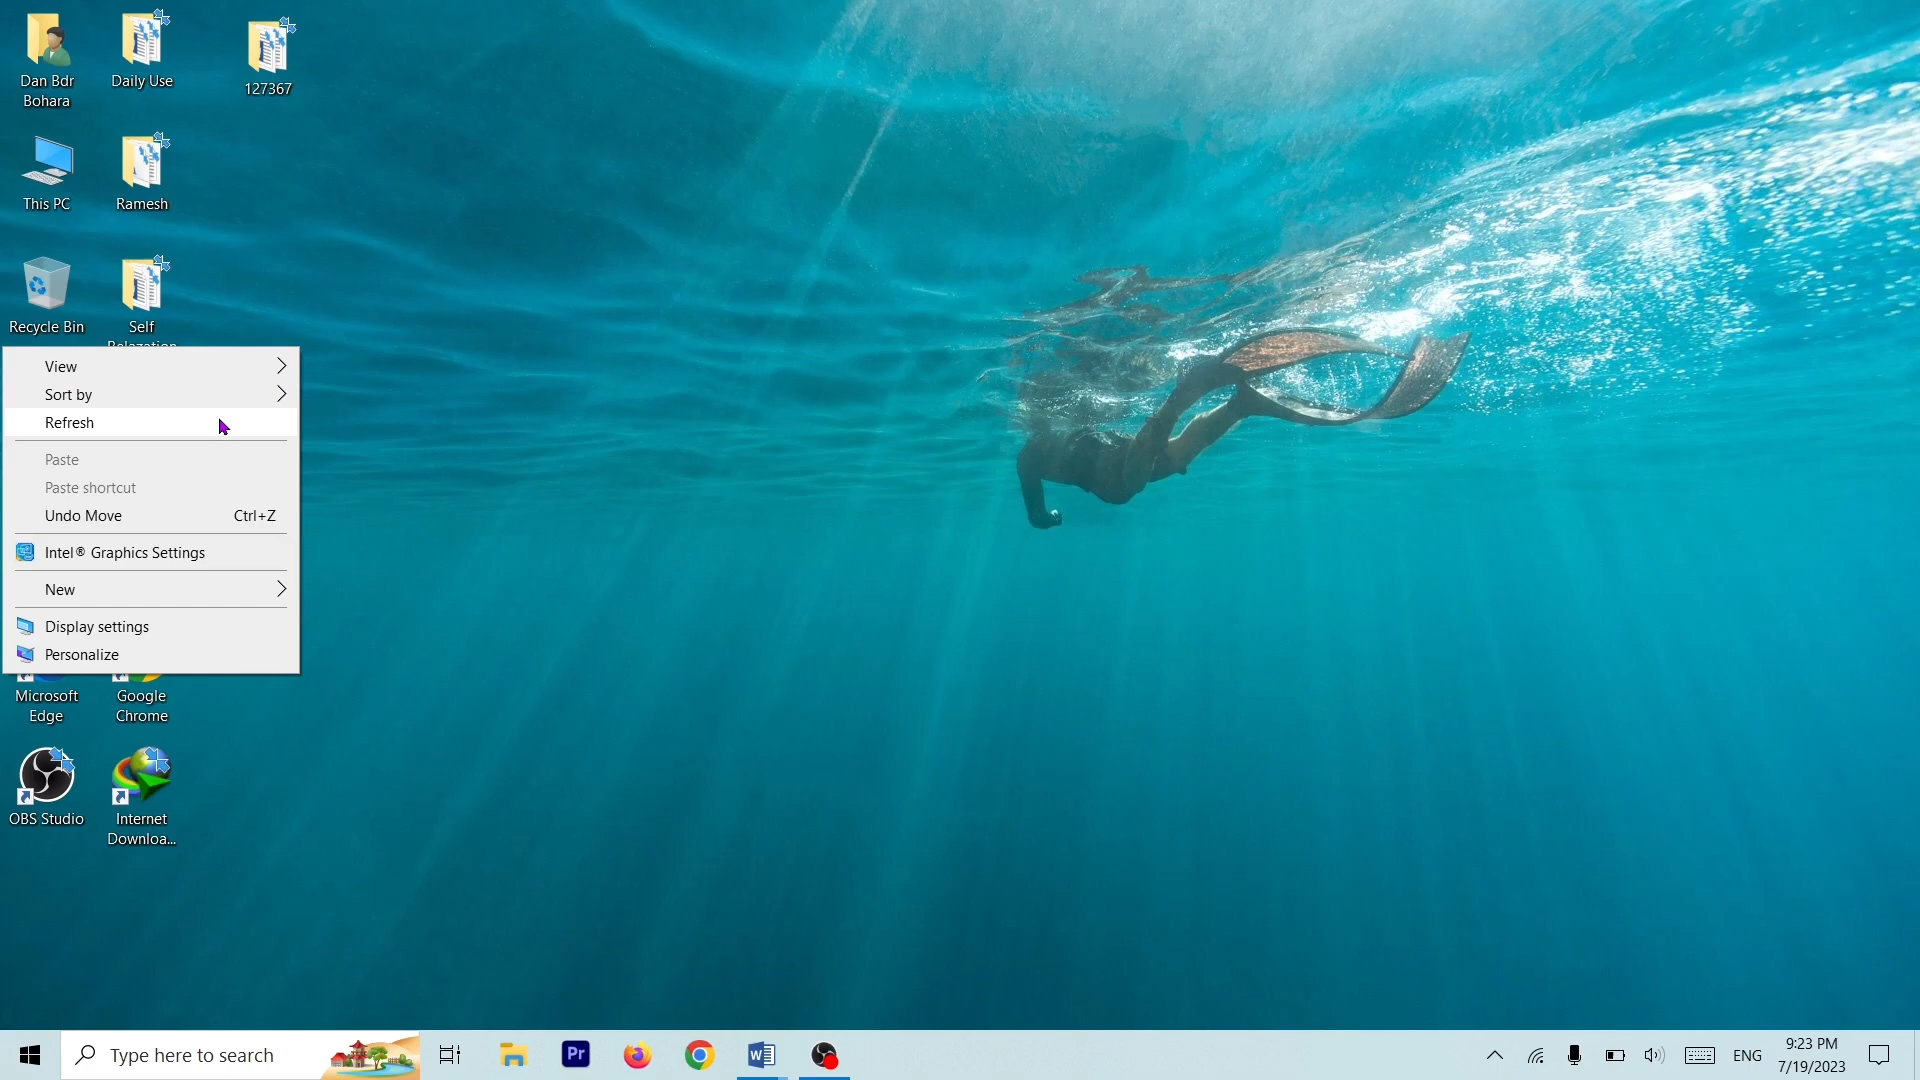 Dan Bdr
Bohara
Daily Use
127367
This PC
Ramesh
Recycle Bin
Self
Relazation
View
Sort by
Refresh
Paste
Paste shortcut
Undo Move Ctrl+Z
Intel® Graphics Settings
New
Display settings
Personalize
Microsoft
Edge
Google
Chrome
OBS Studio
Internet
Downloa...
Type here to search
Pr
W
ENG
9:23 PM
7/19/2023